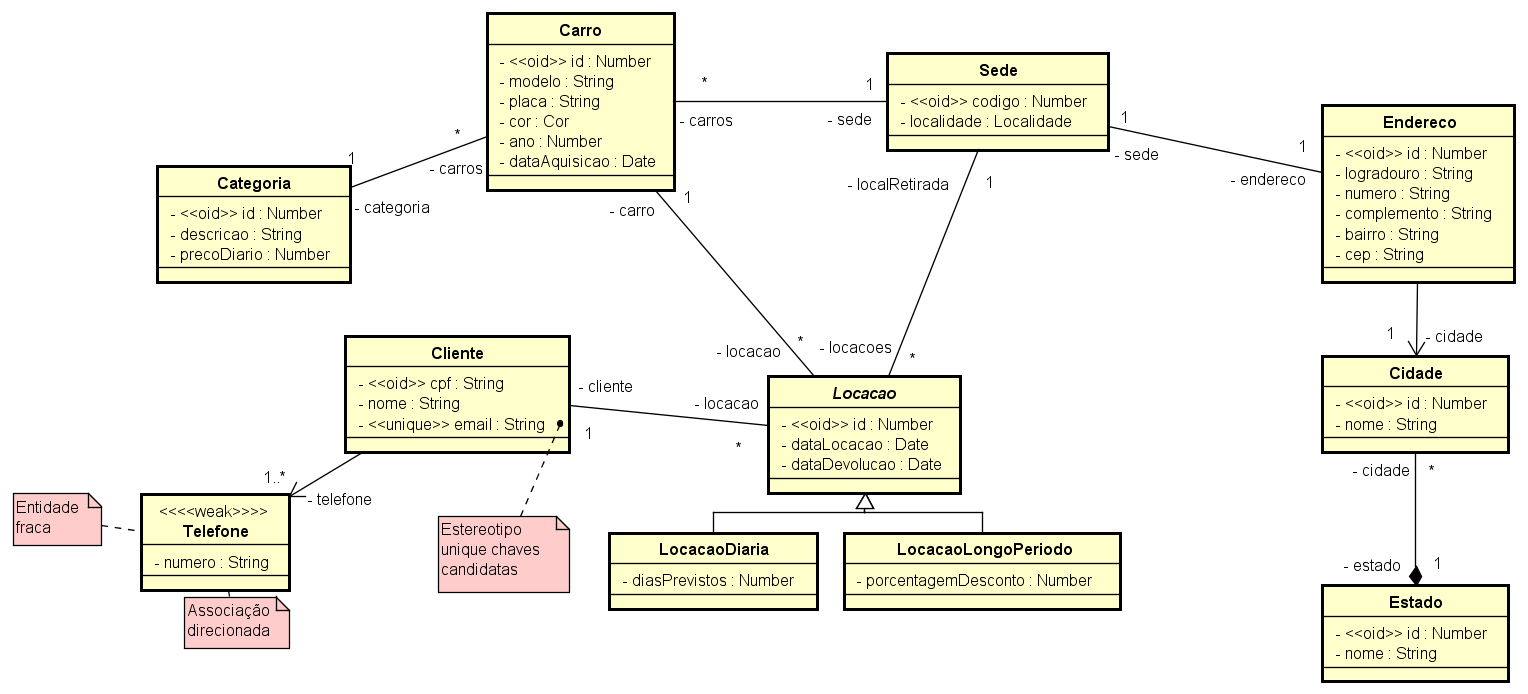 Carro
- <<oid>> id : Number
- modelo : String
- placa : String
- cor : Cor
- ano : Number
- dataAquisicao : Date
*
- carros
1
- sede
Sede
- <<oid>> codigo : Number
- localidade : Localidade
1
- sede
1
- endereco
Endereco
- <<oid>> id : Number
- logradouro : String
- numero : String
- complemento : String
- bairro : String
- cep : String
*
- carros
1
- categoria
Categoria
- <<oid>> id : Number
- descricao : String
- precoDiario : Number
- carro
1
- localRetirada
1
- locacao
*
- locacoes
*
1
- cidade
Cliente
- <<oid>> cpf : String
- nome : String
- <<unique>> email : String
- cliente
1
- locacao
*
Locacao
- <<oid>> id : Number
- dataLocacao : Date
- dataDevolucao : Date
Cidade
- <<oid>> id : Number
- nome : String
- cidade
*
1..*
- telefone
Entidade
fraca
<<<<weak>>>>
Telefone
- numero : String
Associação
direcionada
Estereotipo
unique chaves
candidatas
LocacaoDiaria
- diasPrevistos : Number
LocacaoLongoPeriodo
- porcentagemDesconto : Number
- estado
1
Estado
- <<oid>> id : Number
- nome : String